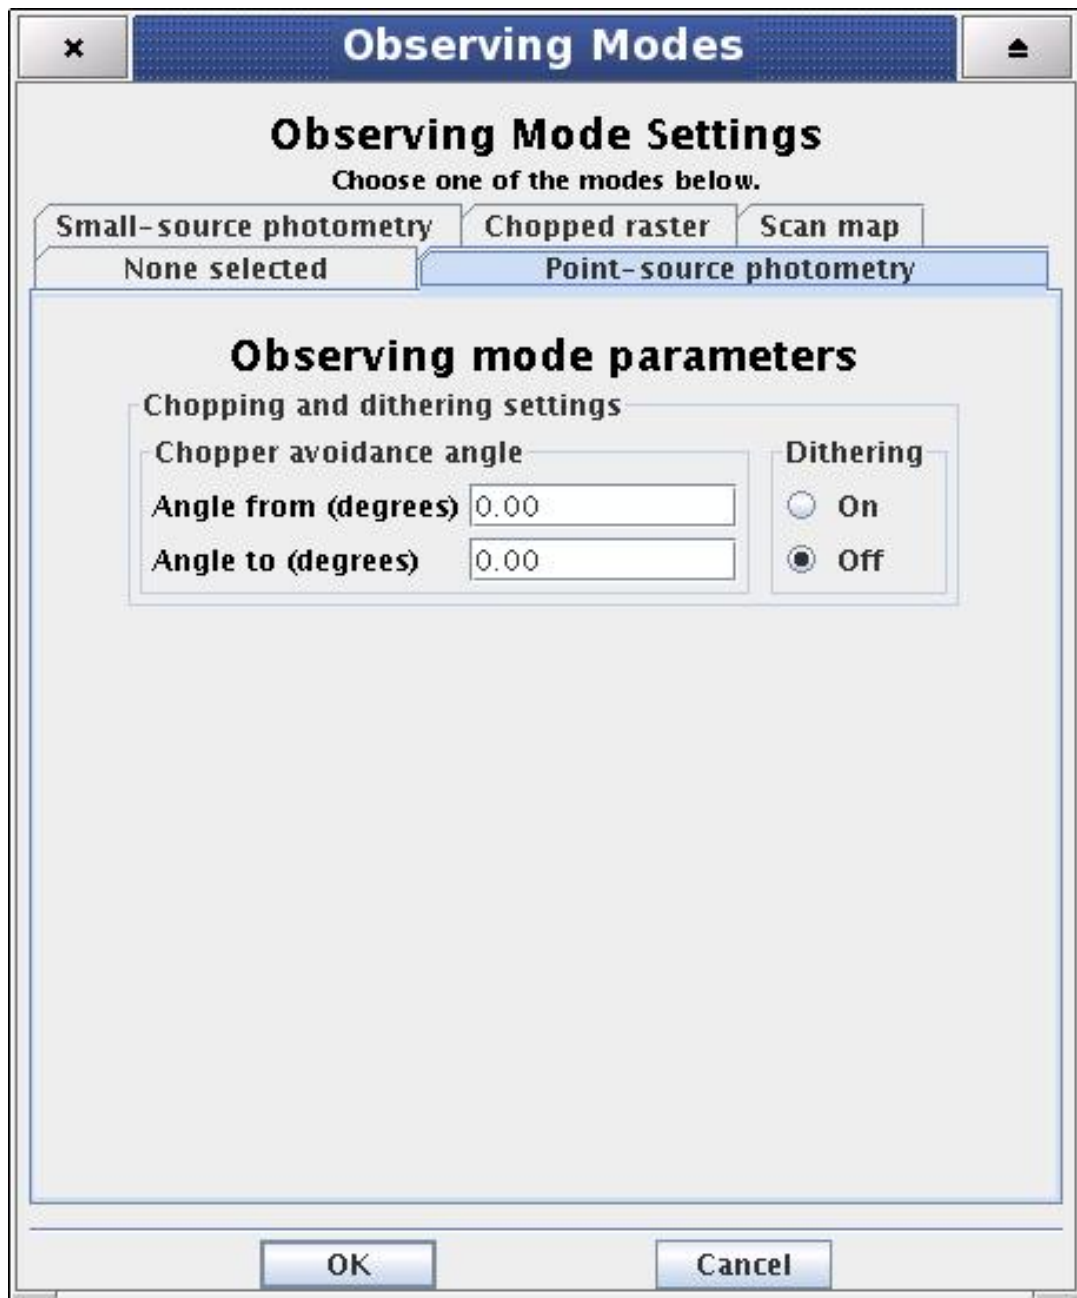 Observing Modes
Observing Mode Settings
Choose one of the modes below.
Small-source photometry Chopped raster Scan map
None selected Point-source photometry
Observing mode parameters
Chopping and dithering settings
Chopper avoidance angle Dithering
Angle from (degrees) 0.00 On
Angle to (degrees) 0.00 Off
OK Cancel